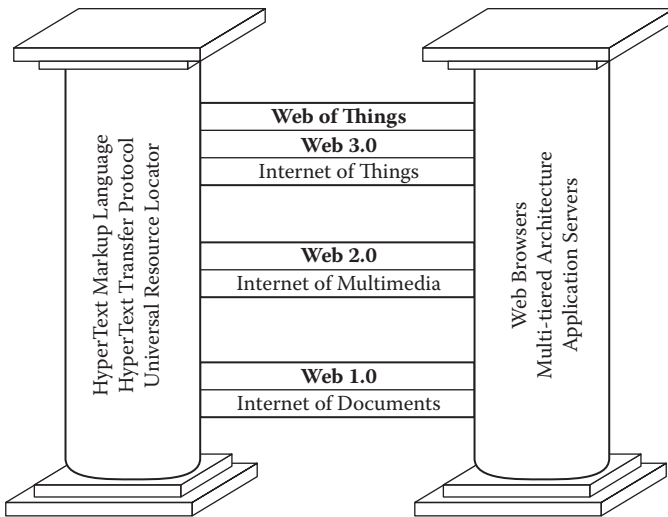 HyperText Markup Language
HyperText Transfer Protocol
Universal Resource Locator
Web of Things
Web 3.0
Internet of Things
Web 2.0
Internet of Multimedia
Web 1.0
Internet of Documents
Web Browsers
Multi-tiered Architecture
Application Servers